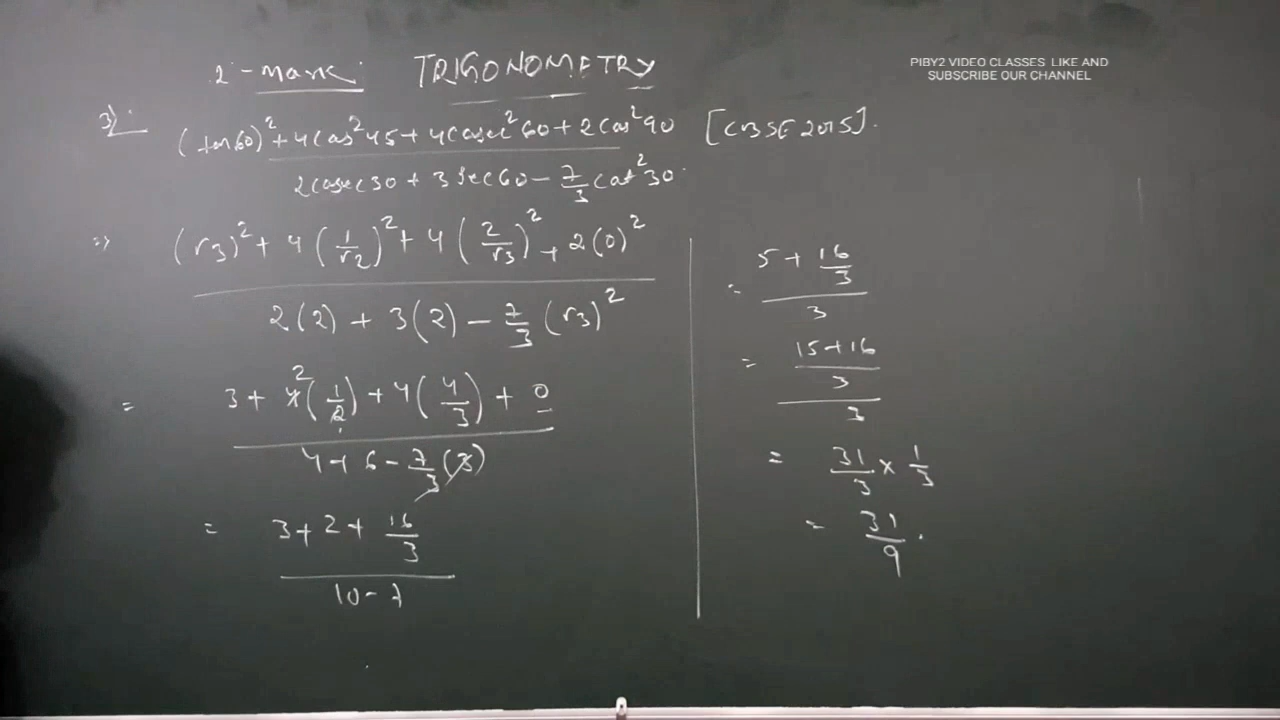 2-mark TRIGONOMETRY
PIBY2 VIDEO CLASSES LIKE AND
SUBSCRIBE OUR CHANNEL
3) (tan60)² + 4cos²45 + 4cosec²60 + 2cos²90 [CBSE 2015].
2cosec30 + 3sec60 - 7/3 cot²30
⇒ (√3)² + 4(1/√2)² + 4(2/√3)² + 2(0)²
2(2) + 3(2) - 7/3 (√3)²
= 3 + 4(1/2) 2 + 4(4/3) + 0
4 + 6 - 7/3 (3)
= 3 + 2 + 16/3
10 - 7
= 5 + 16/3
3
= 15 + 16
3
3
= 31/3 × 1/3
= 31/9.